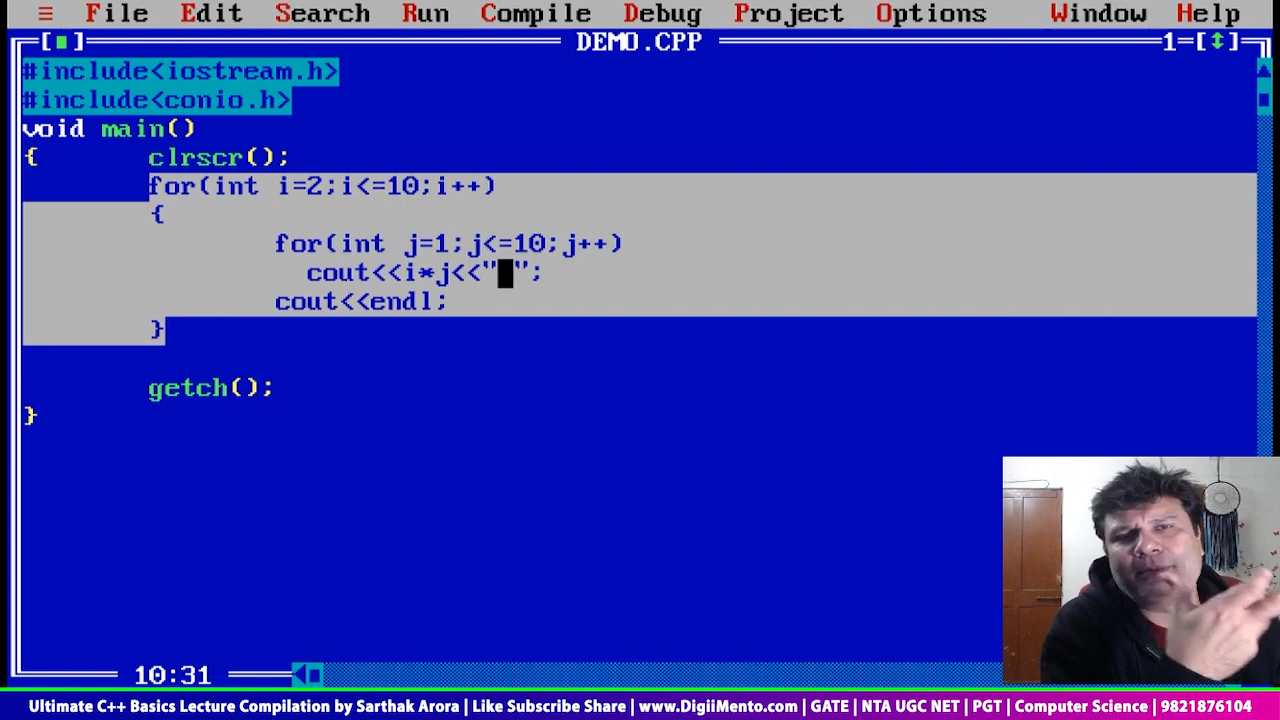 ≡ File Edit Search Run Compile Debug Project Options Window Help
[■] DEMO.CPP 1=[↕]
#include<iostream.h>
#include<conio.h>
void main()
{ clrscr();
for(int i=2;i<=10;i++)
{
for(int j=1;j<=10;j++)
cout<<i*j<<" ";
cout<<endl;
}
getch();
}
10:31
Ultimate C++ Basics Lecture Compilation by Sarthak Arora | Like Subscribe Share | www.DigiiMento.com | GATE | NTA UGC NET | PGT | Computer Science | 9821876104